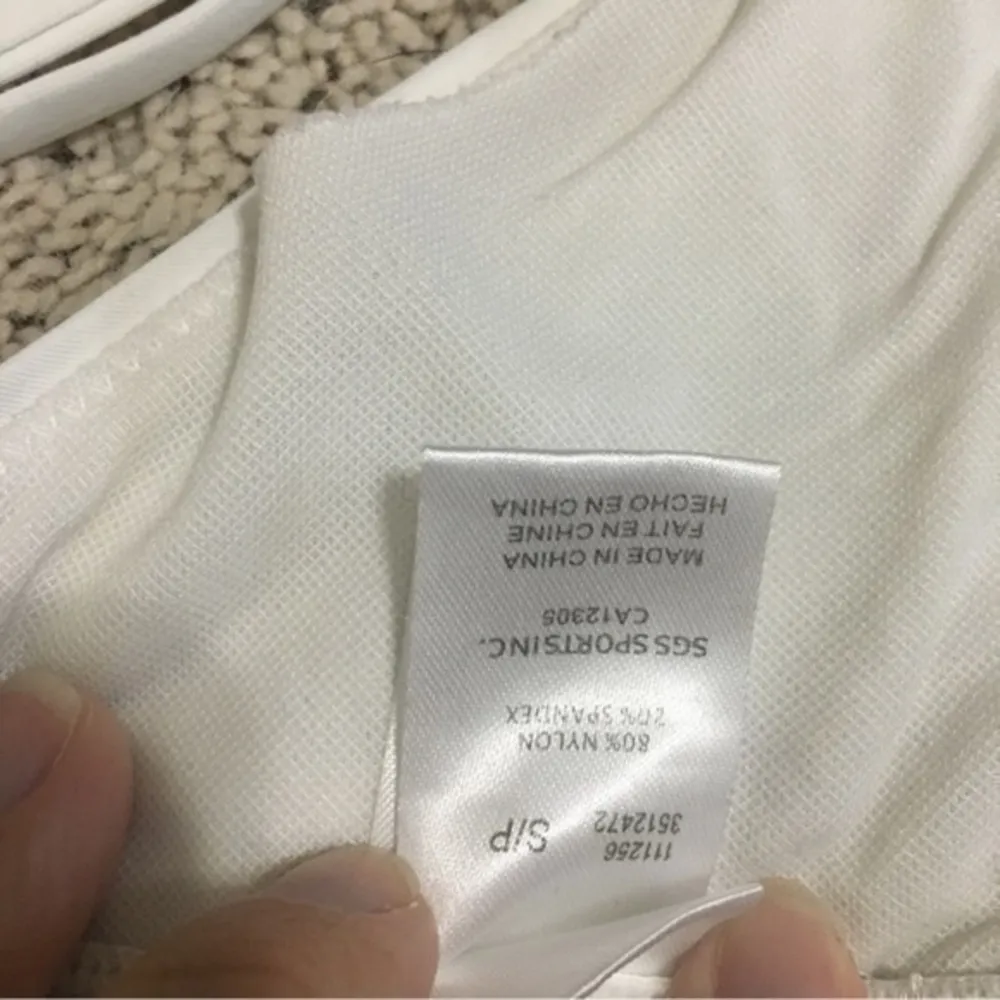 111256
3512472
S/P
80% NYLON
20% SPANDEX
SGS SPORTS INC.
CA12305
MADE IN CHINA
FAIT EN CHINE
HECHO EN CHINA